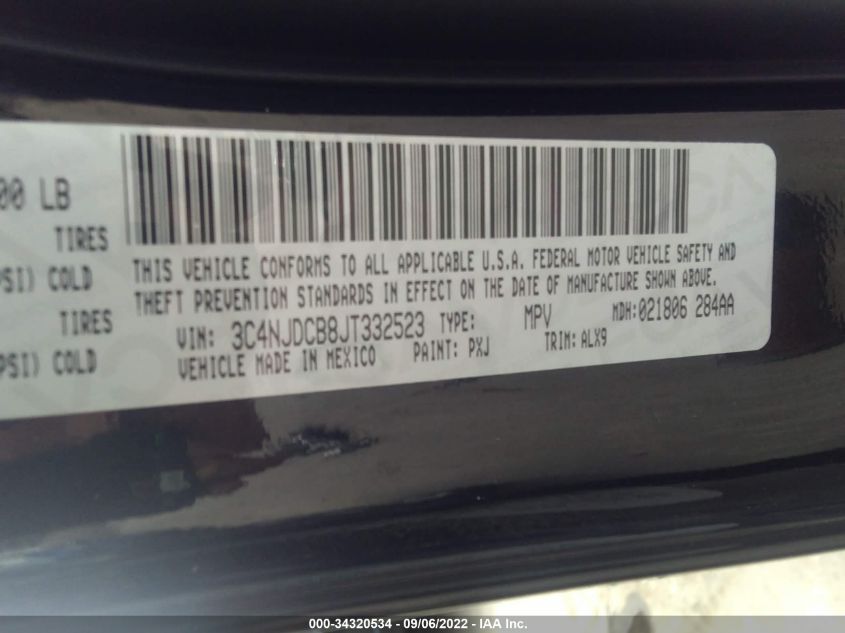 00 LB
TIRES
PSI) COLD
TIRES
PSI) COLD
THIS VEHICLE CONFORMS TO ALL APPLICABLE U.S.A. FEDERAL MOTOR VEHICLE SAFETY AND
THEFT PREVENTION STANDARDS IN EFFECT ON THE DATE OF MANUFACTURE SHOWN ABOVE.
VIN: 3C4NJDCB8JT332523 TYPE: MPV MDH: 021806 284AA
VEHICLE MADE IN MEXICO PAINT: PXJ TRIM: ALX9
000-34320534 - 09/06/2022 - IAA Inc.